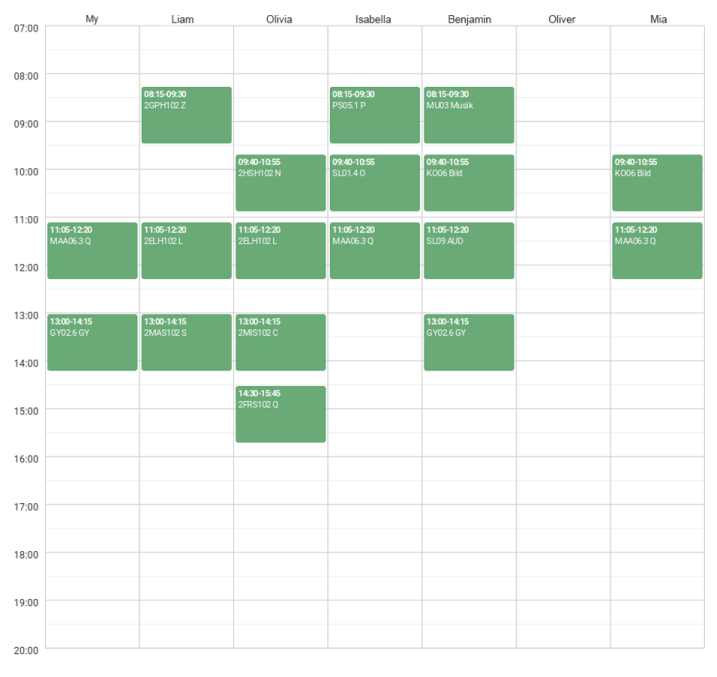 My Liam Olivia Isabella Benjamin Oliver Mia
07:00
08:00
08:15-09:30 08:15-09:30 08:15-09:30
2GPH102 Z PS05.1 P MU03 Musik
09:00
09:40-10:55 09:40-10:55 09:40-10:55 09:40-10:55
2HSH102 N SL01.4 O KO06 Bild KO06 Bild
10:00
11:00
11:05-12:20 11:05-12:20 11:05-12:20 11:05-12:20 11:05-12:20 11:05-12:20
MAA06.3 Q 2ELH102 L 2ELH102 L MAA06.3 Q SL09 AUD MAA06.3 Q
12:00
13:00
13:00-14:15 13:00-14:15 13:00-14:15 13:00-14:15
GY02.6 GY 2MAS102 S 2MIS102 C GY02.6 GY
14:00
14:30-15:45
2FRS102 Q
15:00
16:00
17:00
18:00
19:00
20:00